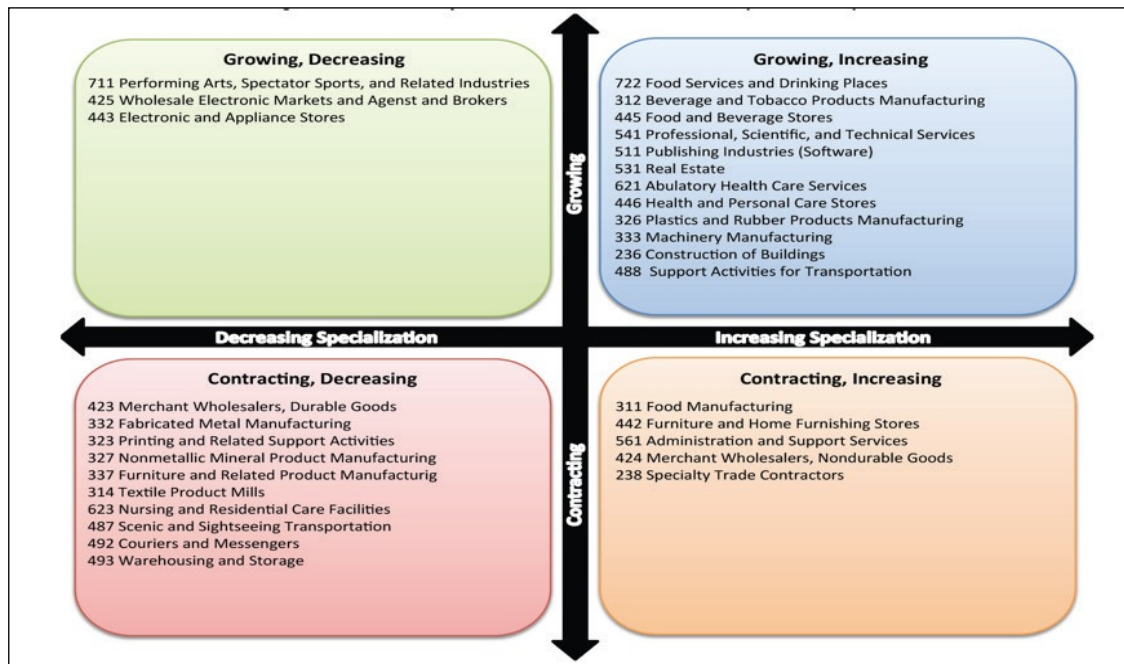 Growing, Decreasing
711 Performing Arts, Spectator Sports, and Related Industries
425 Wholesale Electronic Markets and Agenst and Brokers
443 Electronic and Appliance Stores
Growing, Increasing
722 Food Services and Drinking Places
312 Beverage and Tobacco Products Manufacturing
445 Food and Beverage Stores
541 Professional, Scientific, and Technical Services
511 Publishing Industries (Software)
531 Real Estate
621 Abulatory Health Care Services
446 Health and Personal Care Stores
326 Plastics and Rubber Products Manufacturing
333 Machinery Manufacturing
236 Construction of Buildings
488 Support Activities for Transportation
Growing
Decreasing Specialization
Increasing Specialization
Contracting, Decreasing
423 Merchant Wholesalers, Durable Goods
332 Fabricated Metal Manufacturing
323 Printing and Related Support Activities
327 Nonmetallic Mineral Product Manufacturing
337 Furniture and Related Product Manufacturig
314 Textile Product Mills
623 Nursing and Residential Care Facilities
487 Scenic and Sightseeing Transportation
492 Couriers and Messengers
493 Warehousing and Storage
Contracting
Contracting, Increasing
311 Food Manufacturing
442 Furniture and Home Furnishing Stores
561 Administration and Support Services
424 Merchant Wholesalers, Nondurable Goods
238 Specialty Trade Contractors